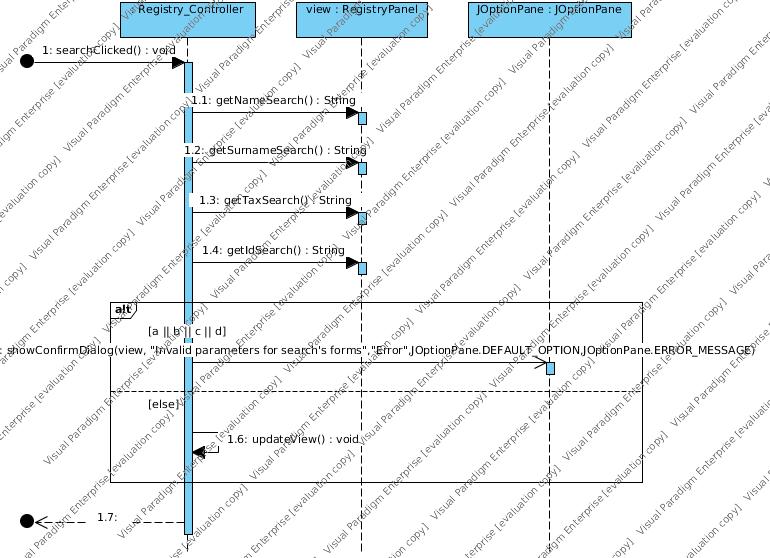 Registry_Controller
view : RegistryPanel
JOptionPane : JOptionPane
1: searchClicked() : void
1.1: getNameSearch() : String
1.2: getSurnameSearch() : String
1.3: getTaxSearch() : String
1.4: getIdSearch() : String
alt
[a || b || c || d]
: showConfirmDialog(view, "Invalid parameters for search's forms","Error",JOptionPane.DEFAULT_OPTION,JOptionPane.ERROR_MESSAGE)
[else]
1.6: updateView() : void
1.7:
Visual Paradigm Enterprise [evaluation copy]